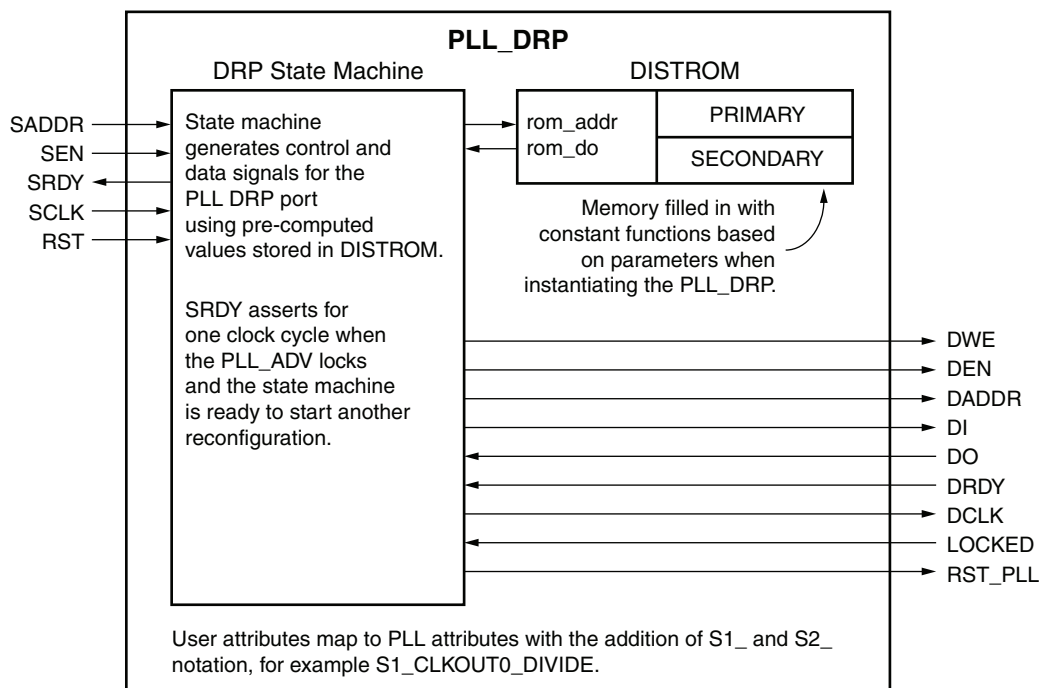 PLL_DRP
DRP State Machine
DISTROM
SADDR
SEN
SRDY
SCLK
RST
State machine
generates control and
data signals for the
PLL DRP port
using pre-computed
values stored in DISTROM.
SRDY asserts for
one clock cycle when
the PLL_ADV locks
and the state machine
is ready to start another
reconfiguration.
rom_addr
rom_do
PRIMARY
SECONDARY
Memory filled in with
constant functions based
on parameters when
instantiating the PLL_DRP.
DWE
DEN
DADDR
DI
DO
DRDY
DCLK
LOCKED
RST_PLL
User attributes map to PLL attributes with the addition of S1_ and S2_
notation, for example S1_CLKOUT0_DIVIDE.